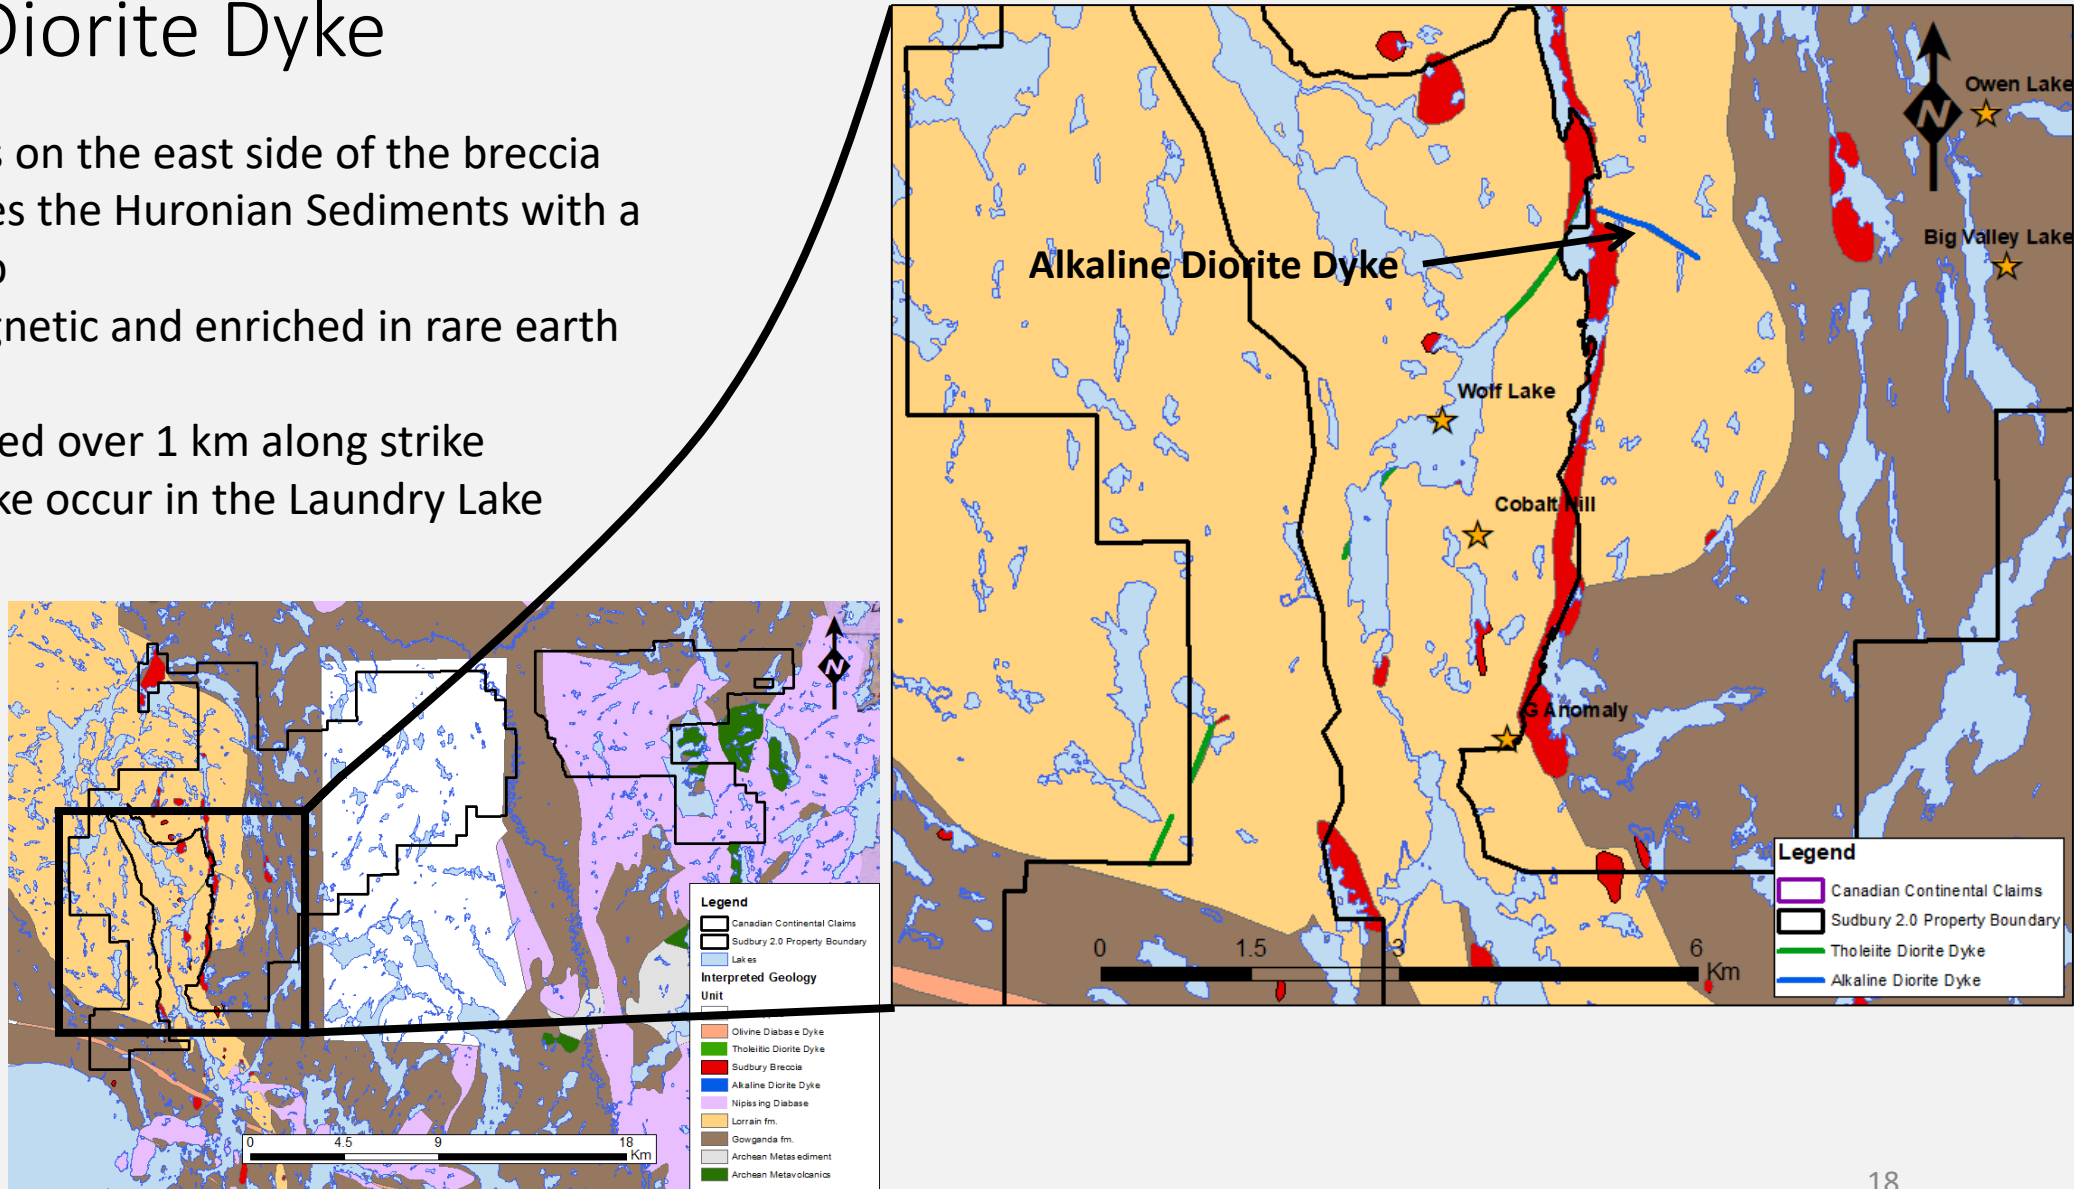 Diorite Dyke
s on the east side of the breccia
es the Huronian Sediments with a
gnetic and enriched in rare earth
ed over 1 km along strike
ke occur in the Laundry Lake
N
Owen Lake
Big Valley Lake
Alkaline Diorite Dyke
Wolf Lake
Cobalt Hill
G Anomaly
0 1.5 3 6
Km
Legend
Canadian Continental Claims
Sudbury 2.0 Property Boundary
Tholeiite Diorite Dyke
Alkaline Diorite Dyke
N
Legend
Canadian Continental Claims
Sudbury 2.0 Property Boundary
Lakes
Interpreted Geology
Unit
Olivine Diabase Dyke
Tholeiitic Diorite Dyke
Sudbury Breccia
Alkaline Diorite Dyke
Nipissing Diabase
Lorrain fm.
Gowganda fm.
Archean Metasediment
Archean Metavolcanics
0 4.5 9 18
Km
18